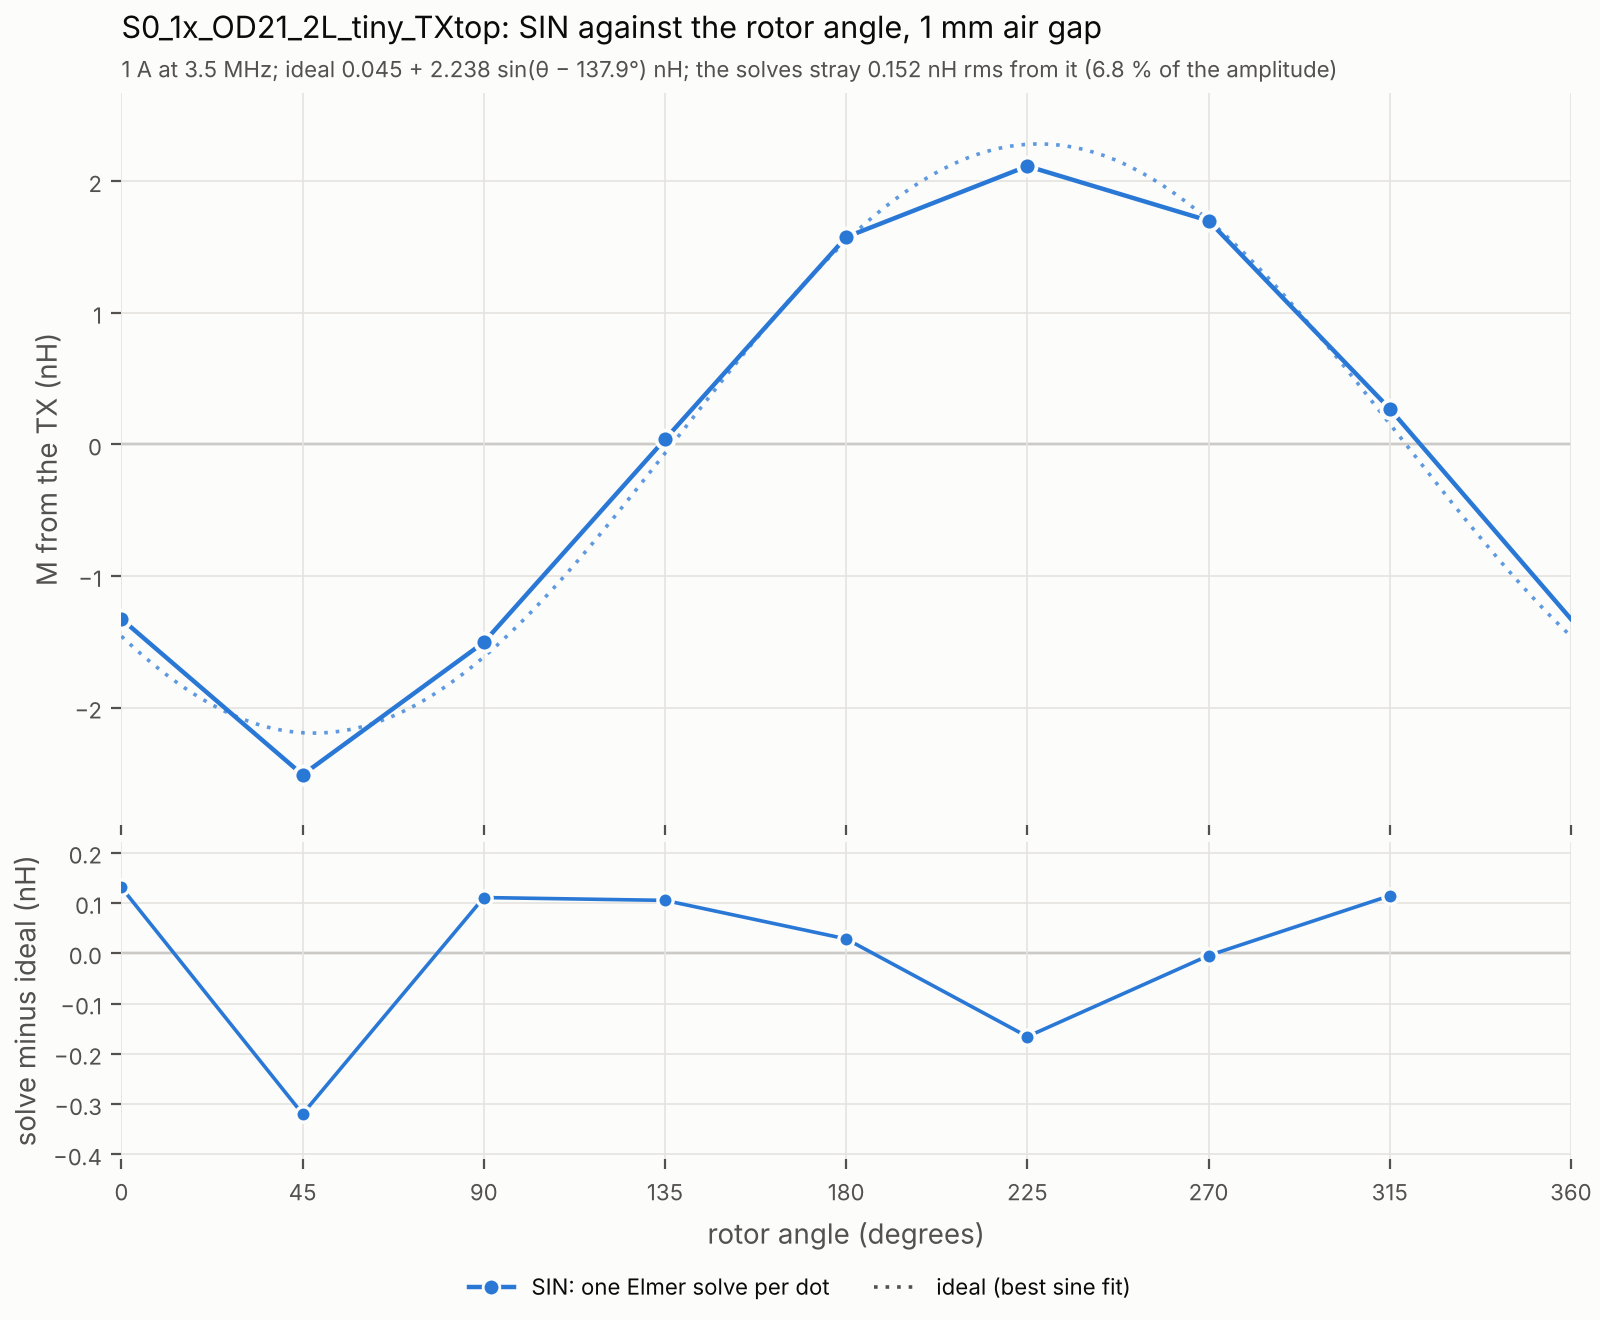 S0_1x_OD21_2L_tiny_TXtop: SIN against the rotor angle, 1 mm air gap
1 A at 3.5 MHz; ideal 0.045 + 2.238 sin(θ − 137.9°) nH; the solves stray 0.152 nH rms from it (6.8 % of the amplitude)
M from the TX (nH)
2
1
0
−1
−2
solve minus ideal (nH)
0.2
0.1
0.0
−0.1
−0.2
−0.3
−0.4
0 45 90 135 180 225 270 315 360
rotor angle (degrees)
SIN: one Elmer solve per dot ideal (best sine fit)